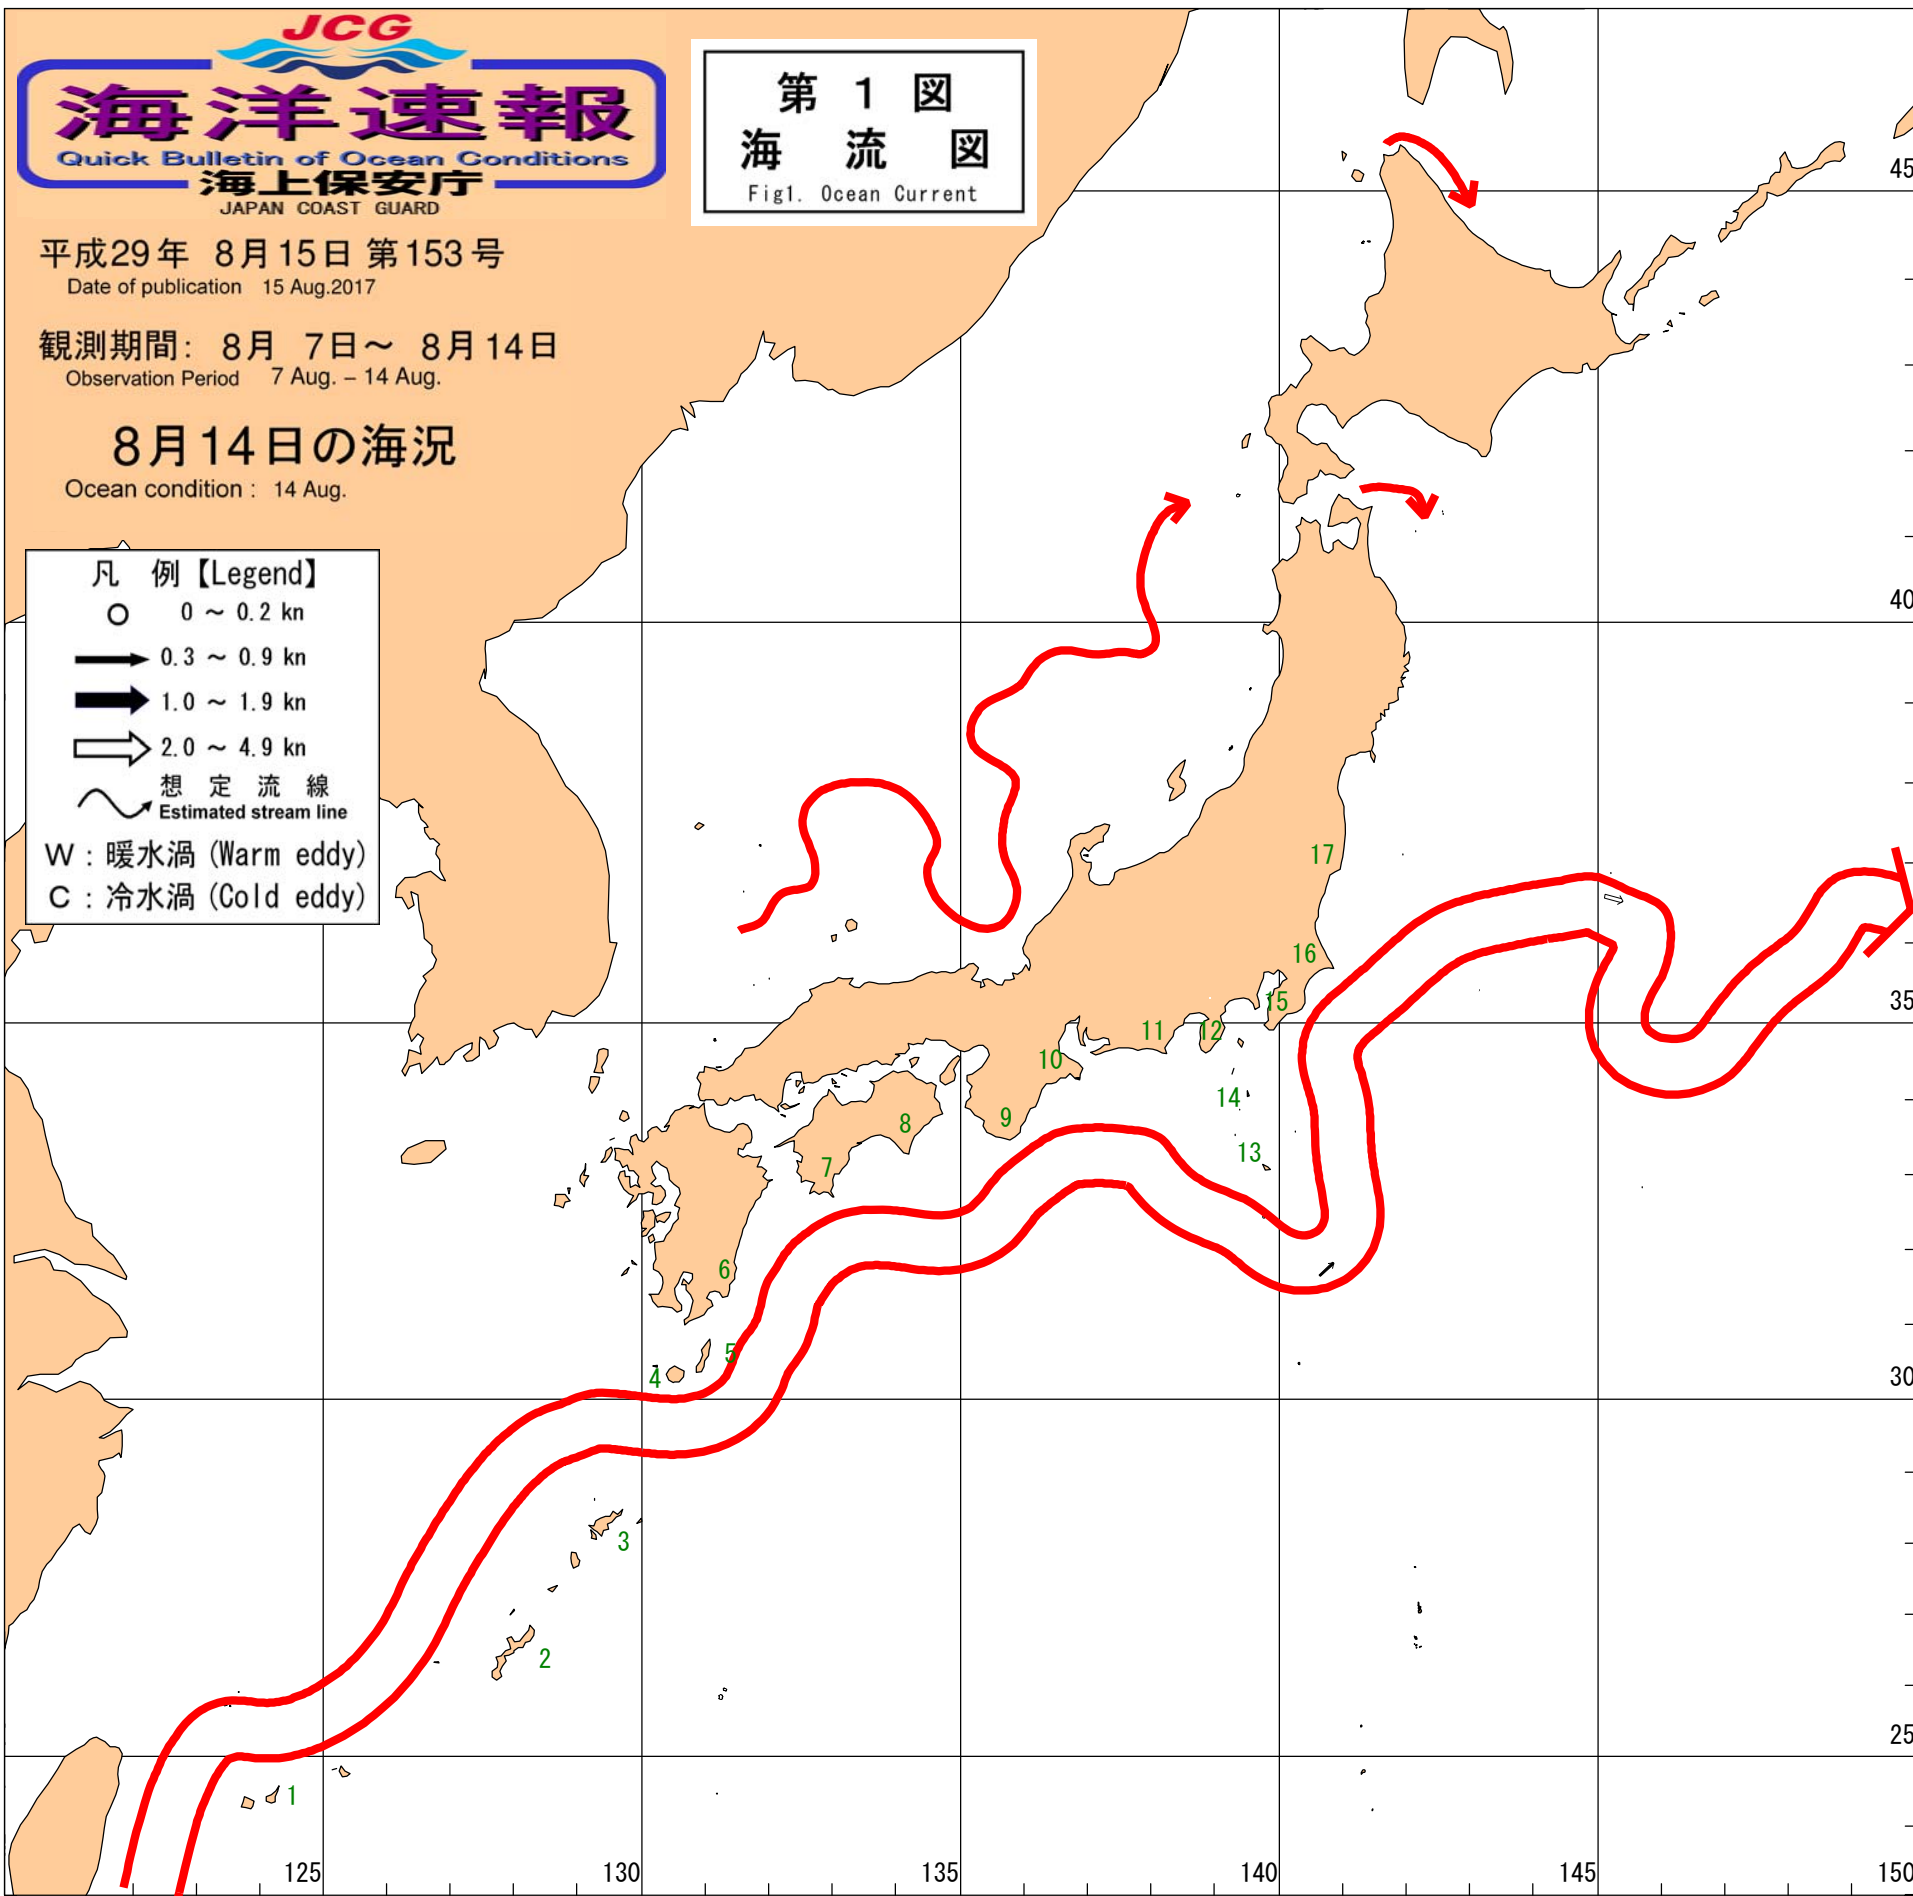 JCG
海洋速報
Quick Bulletin of Ocean Conditions
海上保安庁
JAPAN COAST GUARD
第 1 図
海 流 図
Fig1. Ocean Current
平成29年 8月15日 第153号
Date of publication 15 Aug.2017
観測期間: 8月 7日～ 8月14日
Observation Period 7 Aug. – 14 Aug.
8月14日の海況
Ocean condition : 14 Aug.
凡 例【Legend】
0 ～ 0.2 kn
0.3 ～ 0.9 kn
1.0 ～ 1.9 kn
2.0 ～ 4.9 kn
想 定 流 線
Estimated stream line
W : 暖水渦 (Warm eddy)
C : 冷水渦 (Cold eddy)
45
40
17
16
35
15
11
12
10
14
9
8
13
7
6
5
4
30
3
2
25
1
125
130
135
140
145
150